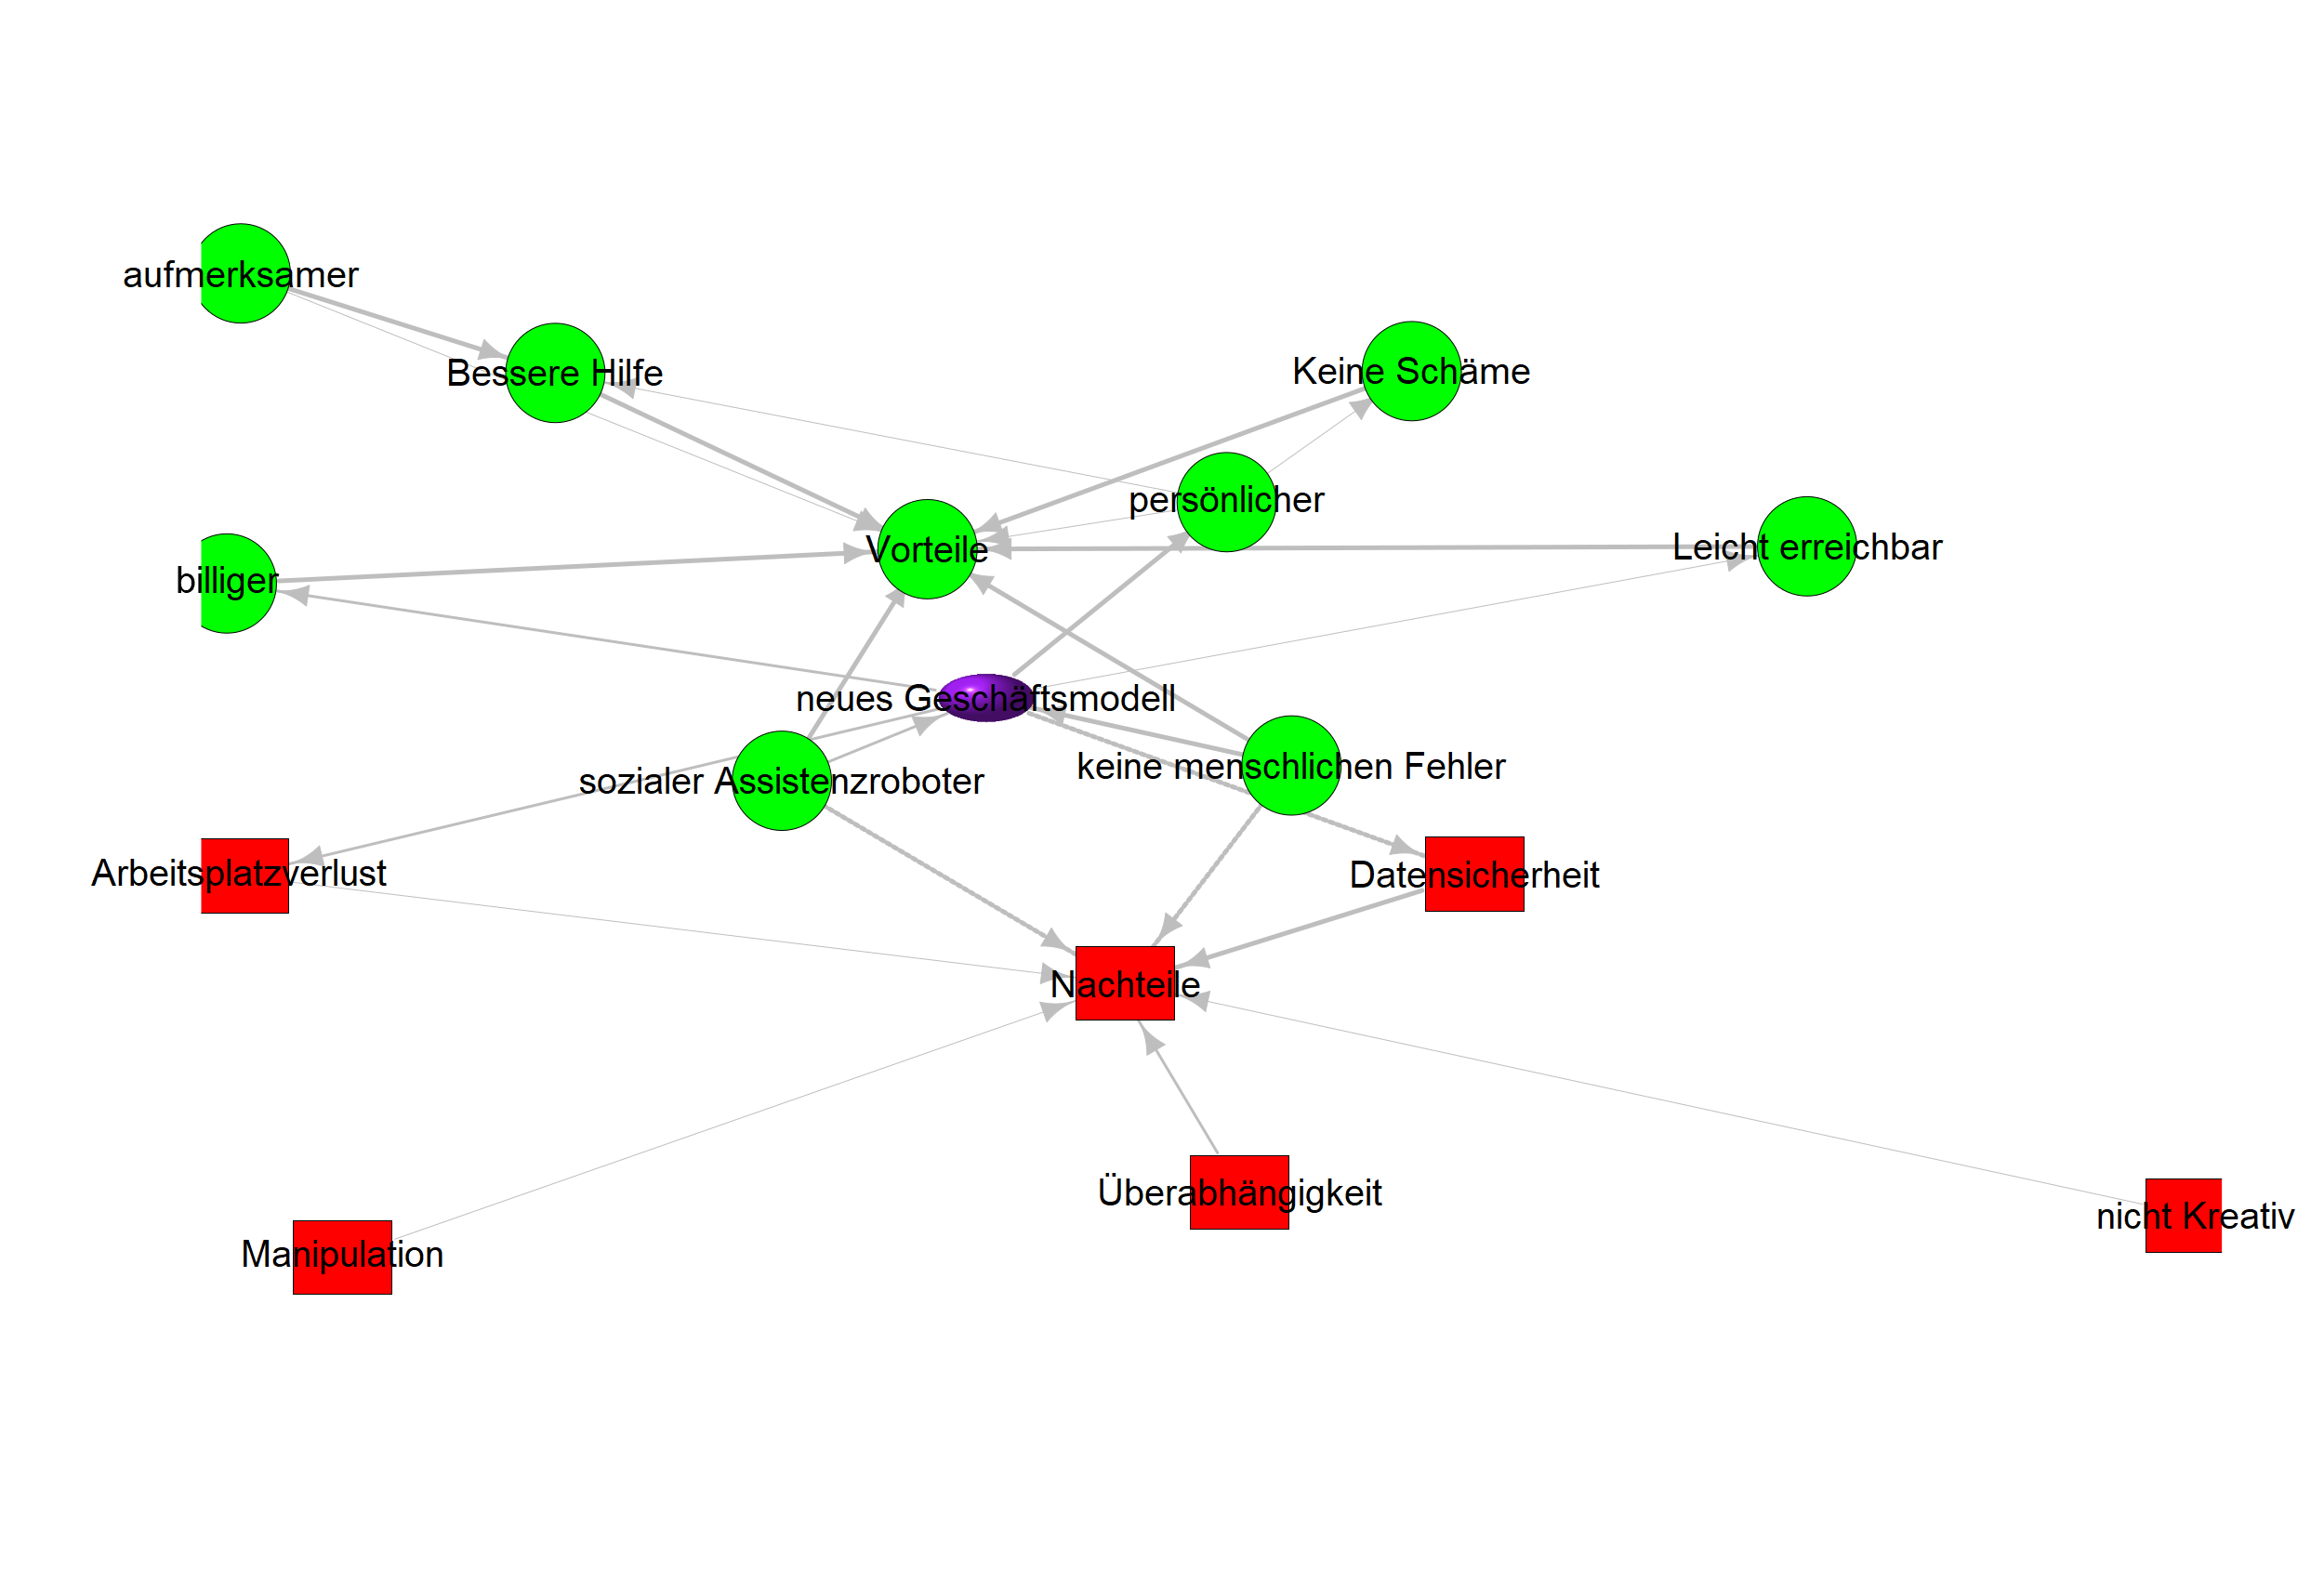 aufmerksamer
Bessere Hilfe
Keine Schäme
persönlicher
Vorteile
Leicht erreichbar
billiger
neues Geschäftsmodell
sozialer Assistenzroboter
keine menschlichen Fehler
Arbeitsplatzverlust
Datensicherheit
Nachteile
Überabhängigkeit
nicht Kreativ
Manipulation